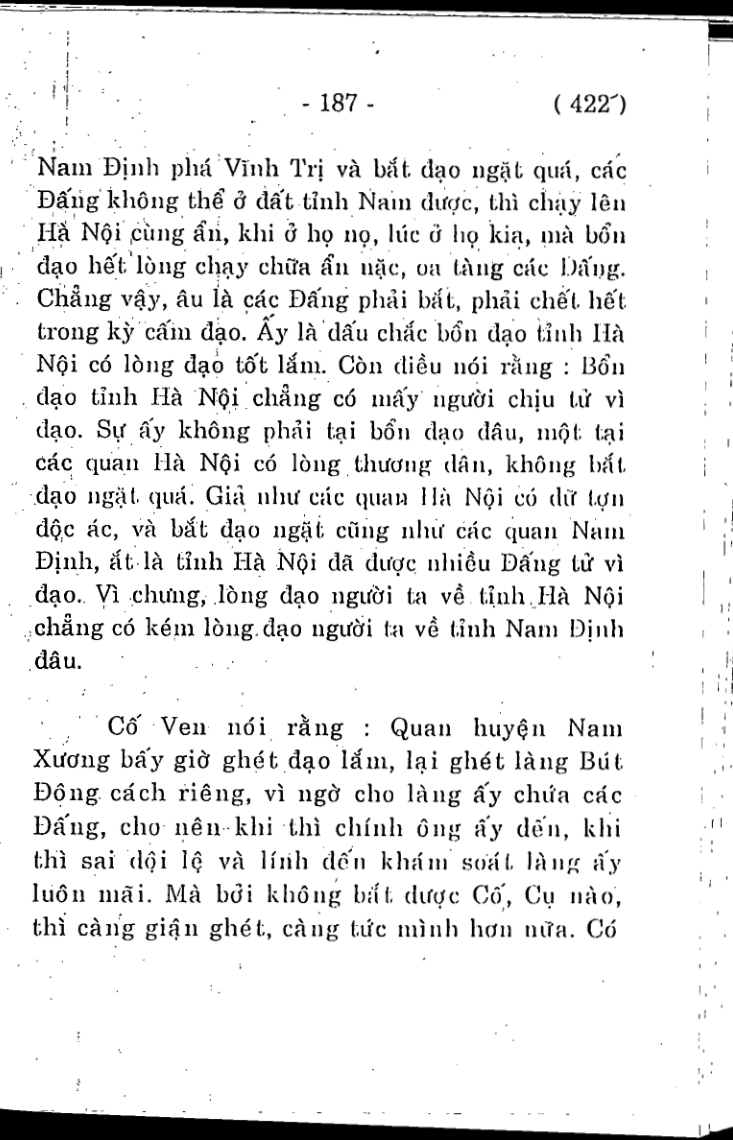 - 187 - ( 422 )
Nam Định phá Vĩnh Trị và bắt đạo ngặt quá, các
Đấng không thể ở đất tỉnh Nam được, thì chạy lên
Hà Nội cùng ẩn, khi ở họ nọ, lúc ở họ kia, mà bổn
đạo hết lòng chạy chữa ẩn nặc, oa tàng các Đấng.
Chẳng vậy, âu là các Đấng phải bắt, phải chết hết
trong kỳ cấm đạo. Ấy là dấu chắc bổn đạo tỉnh Hà
Nội có lòng đạo tốt lắm. Còn điều nói rằng : Bổn
đạo tỉnh Hà Nội chẳng có mấy người chịu tử vì
đạo. Sự ấy không phải tại bổn đạo đâu, một tại
các quan Hà Nội có lòng thương dân, không bắt
đạo ngặt quá. Giả như các quan Hà Nội có dữ tợn
độc ác, và bắt đạo ngặt cũng như các quan Nam
Định, ắt là tỉnh Hà Nội đã được nhiều Đấng tử vì
đạo. Vì chưng, lòng đạo người ta về tỉnh Hà Nội
chẳng có kém lòng đạo người ta về tỉnh Nam Định
đâu.
Cố Ven nói rằng : Quan huyện Nam
Xương bấy giờ ghét đạo lắm, lại ghét làng Bút
Đông cách riêng, vì ngờ cho làng ấy chứa các
Đấng, cho nên khi thì chính ông ấy đến, khi
thì sai đội lệ và lính đến khám soát làng ấy
luôn mãi. Mà bởi không bắt được Cố, Cụ nào,
thì càng giận ghét, càng tức mình hơn nữa. Có